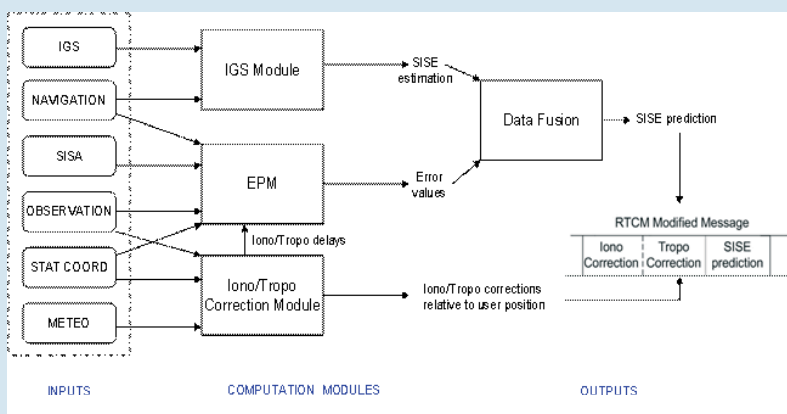 IGS
NAVIGATION
SISA
OBSERVATION
STAT COORD
METEO
IGS Module
EPM
Iono/Tropo delays
Iono/Tropo
Correction Module
SISE
estimation
Error
values
Data Fusion
SISE prediction
Iono/Tropo corrections
relative to user position
RTCM Modified Message
Iono
Correction
Tropo
Correction
SISE
prediction
INPUTS
COMPUTATION MODULES
OUTPUTS